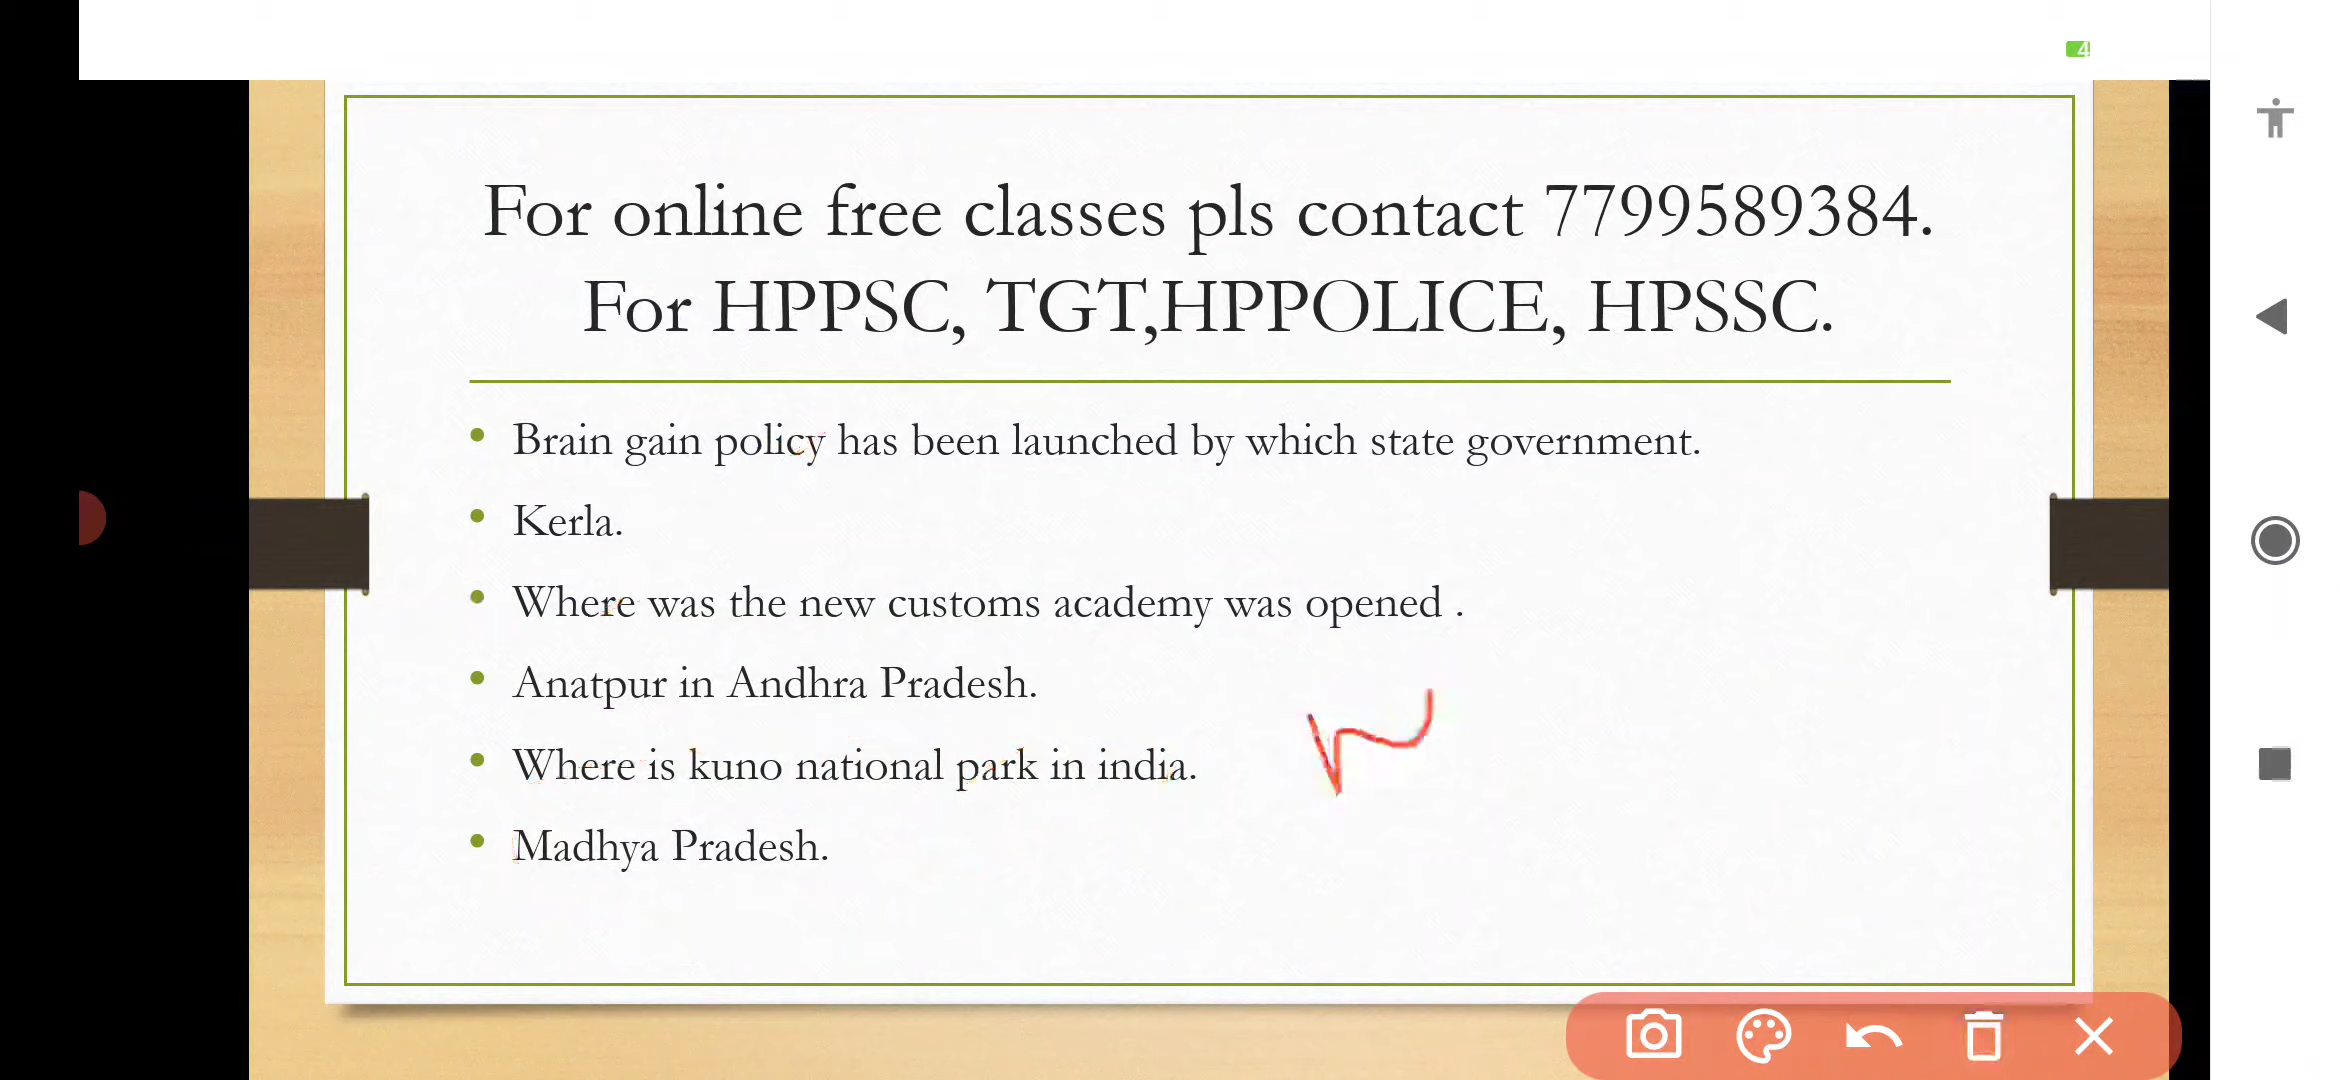 For online free classes pls contact 7799589384.
For HPPSC, TGT,HPPOLICE, HPSSC.
Brain gain policy has been launched by which state government.
Kerla.
Where was the new customs academy was opened .
Anatpur in Andhra Pradesh.
Where is kuno national park in india.
Madhya Pradesh.